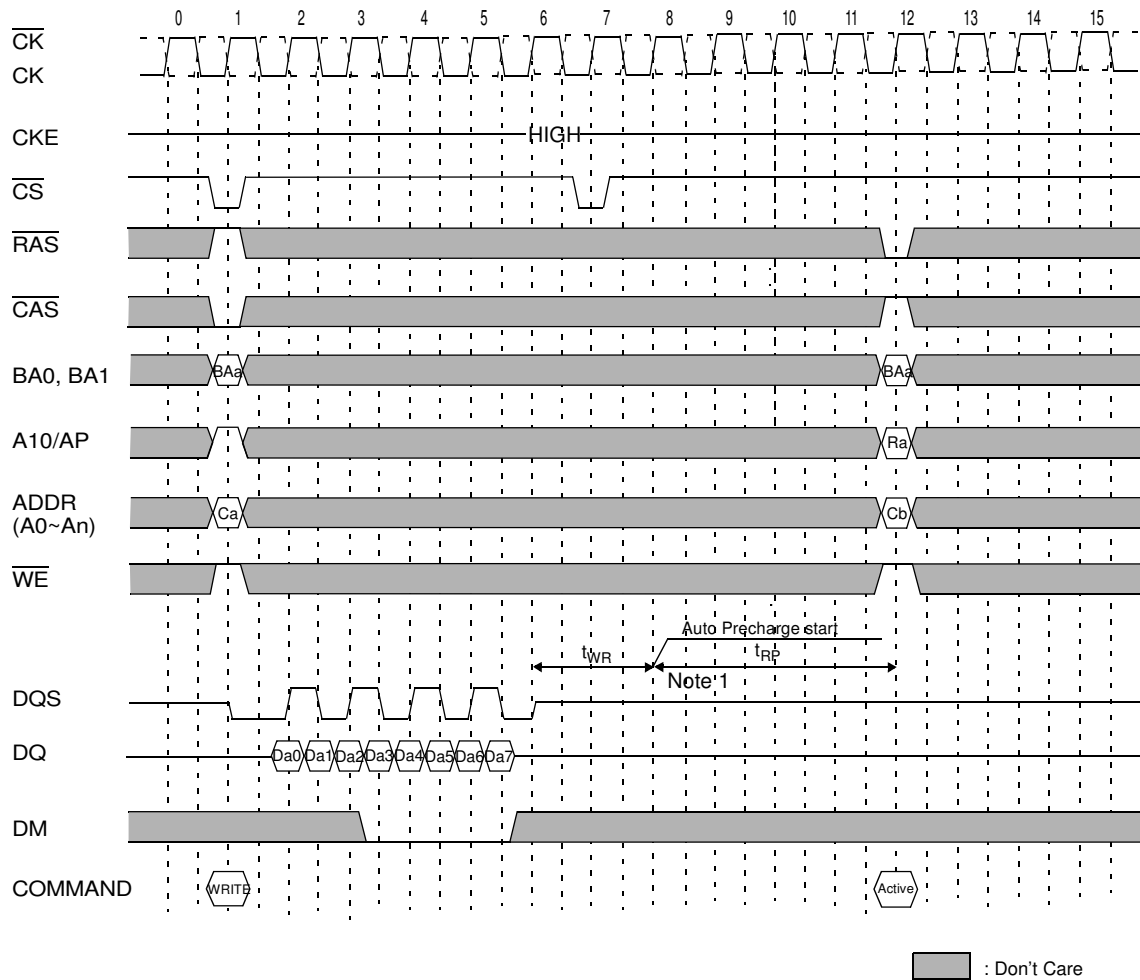 0 1 2 3 4 5 6 7 8 9 10 11 12 13 14 15
CK
CK
CKE HIGH
CS
RAS
CAS
BA0, BA1 BAa BAa
A10/AP Ra
ADDR
(A0~An) Ca Cb
WE
Auto Precharge start
tWR tRP
Note 1
DQS
DQ Da0 Da1 Da2 Da3 Da4 Da5 Da6 Da7
DM
COMMAND WRITE Active
: Don't Care